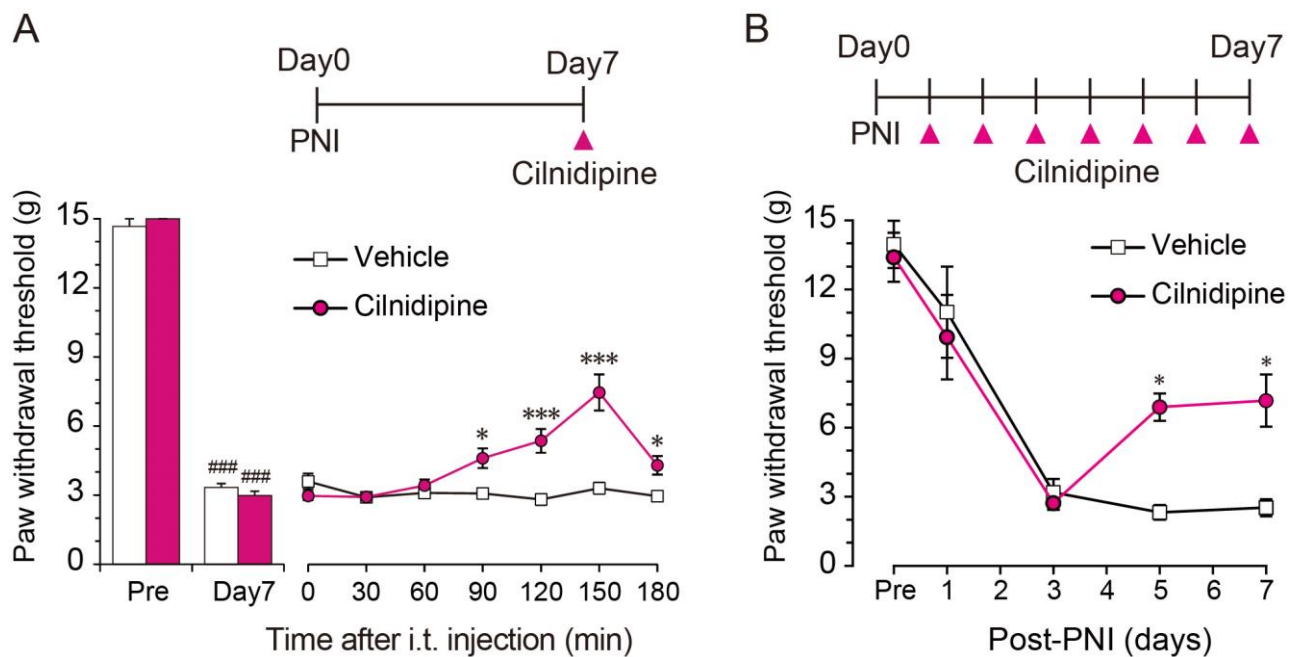 A
Day0 Day7
PNI
Cilnidipine
Paw withdrawal threshold (g)
15
12
9
6
3
0
Vehicle
Cilnidipine
### ###
* *** *** *
Pre Day7
0 30 60 90 120 150 180
Time after i.t. injection (min)
B
Day0 Day7
PNI
Cilnidipine
Paw withdrawal threshold (g)
15
12
9
6
3
0
Vehicle
Cilnidipine
* *
Pre 1 2 3 4 5 6 7
Post-PNI (days)